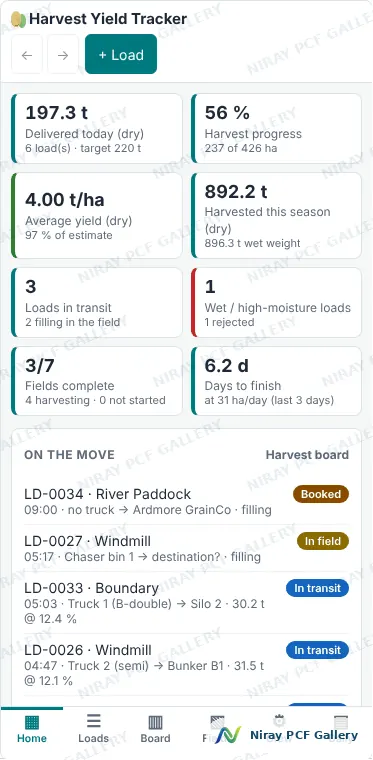 Harvest Yield Tracker
← → + Load
197.3 t
Delivered today (dry)
6 load(s) · target 220 t
56 %
Harvest progress
237 of 426 ha
4.00 t/ha
Average yield (dry)
97 % of estimate
892.2 t
Harvested this season
(dry)
896.3 t wet weight
3
Loads in transit
2 filling in the field
1
Wet / high-moisture loads
1 rejected
3/7
Fields complete
4 harvesting · 0 not started
6.2 d
Days to finish
at 31 ha/day (last 3 days)
ON THE MOVE
Harvest board
LD-0034 · River Paddock
Booked
09:00 · no truck → Ardmore GrainCo · filling
LD-0027 · Windmill
In field
05:17 · Chaser bin 1 → destination? · filling
LD-0033 · Boundary
In transit
05:03 · Truck 1 (B-double) → Silo 2 · 30.2 t
@ 12.4 %
LD-0026 · Windmill
In transit
04:47 · Truck 2 (semi) → Bunker B1 · 31.5 t
@ 12.1 %
Home
Loads
Board
Niray PCF Gallery
NIRAY PCF GALLERY